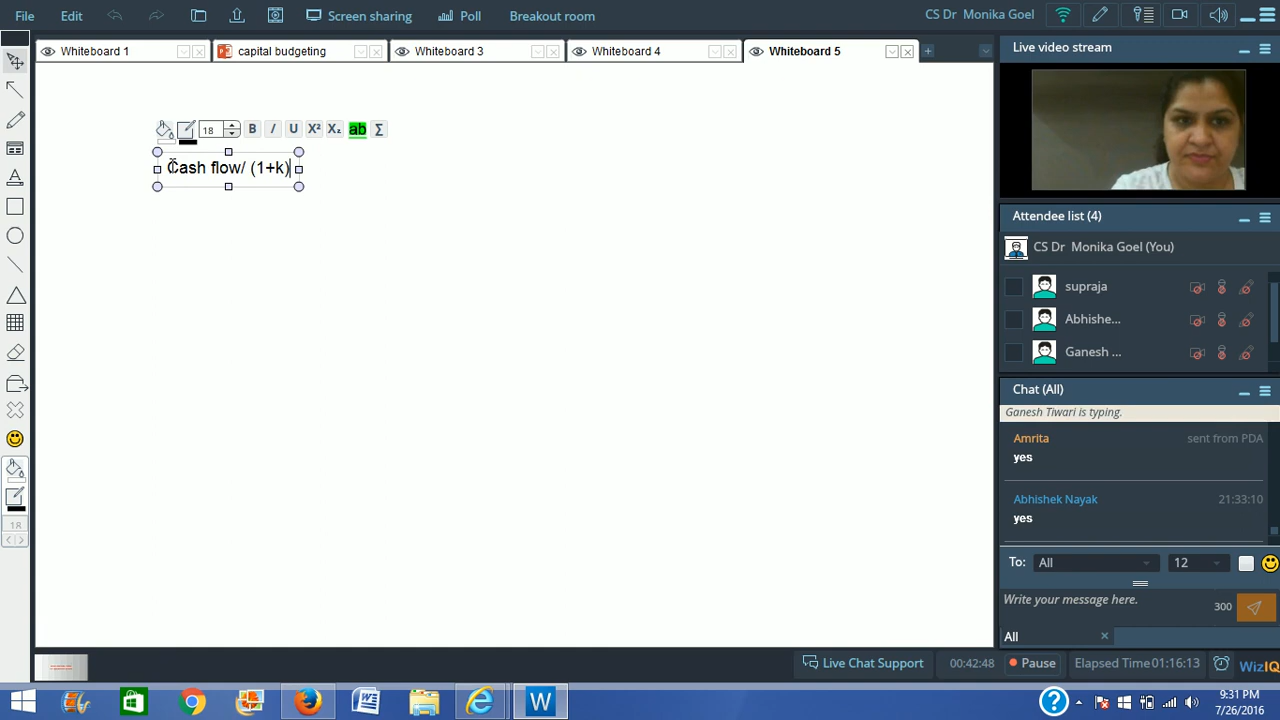 File Edit Screen sharing Poll Breakout room CS Dr Monika Goel
Whiteboard 1 capital budgeting Whiteboard 3 Whiteboard 4 Whiteboard 5
Live video stream
18 B I U X² X₂ ab Σ
Cash flow/ (1+k)
Attendee list (4)
CS Dr Monika Goel (You)
supraja
Abhishe...
Ganesh ...
Chat (All)
Ganesh Tiwari is typing.
Amrita sent from PDA
yes
Abhishek Nayak 21:33:10
yes
18
To: All 12
Write your message here. 300
All
Live Chat Support 00:42:48 Pause Elapsed Time 01:16:13 WizIQ
9:31 PM
7/26/2016